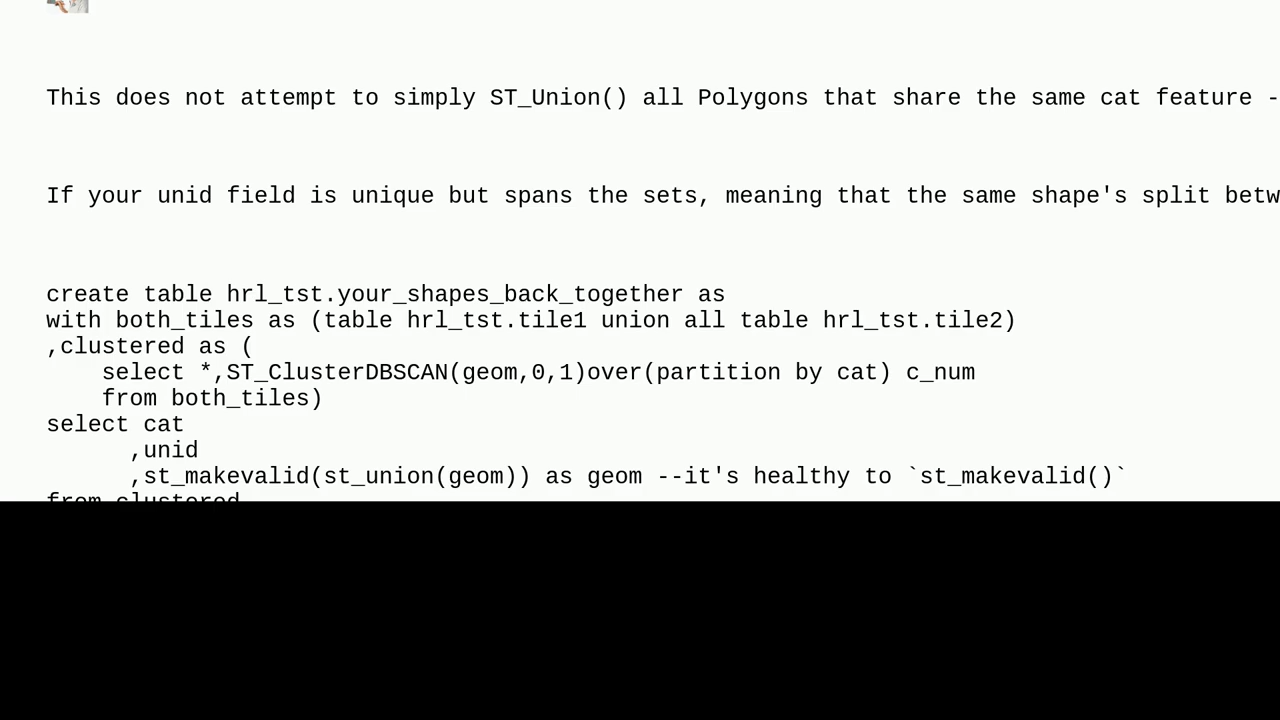 This does not attempt to simply ST_Union() all Polygons that share the same cat feature -
If your unid field is unique but spans the sets, meaning that the same shape's split betw
create table hrl_tst.your_shapes_back_together as
with both_tiles as (table hrl_tst.tile1 union all table hrl_tst.tile2)
,clustered as (
    select *,ST_ClusterDBSCAN(geom,0,1)over(partition by cat) c_num
    from both_tiles)
select cat
      ,unid
      ,st_makevalid(st_union(geom)) as geom --it's healthy to `st_makevalid()`
from clustered